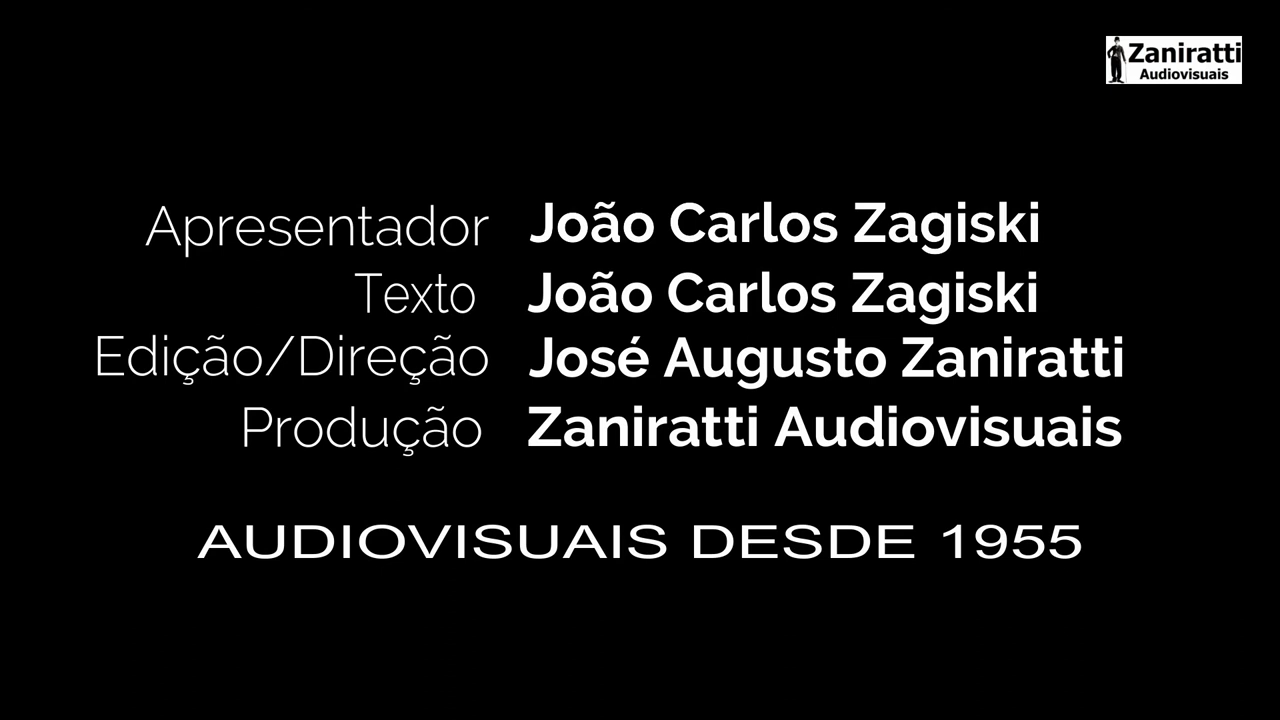 Zaniratti
Audiovisuais
Apresentador João Carlos Zagiski
Texto João Carlos Zagiski
Edição/Direção José Augusto Zaniratti
Produção Zaniratti Audiovisuais
AUDIOVISUAIS DESDE 1955